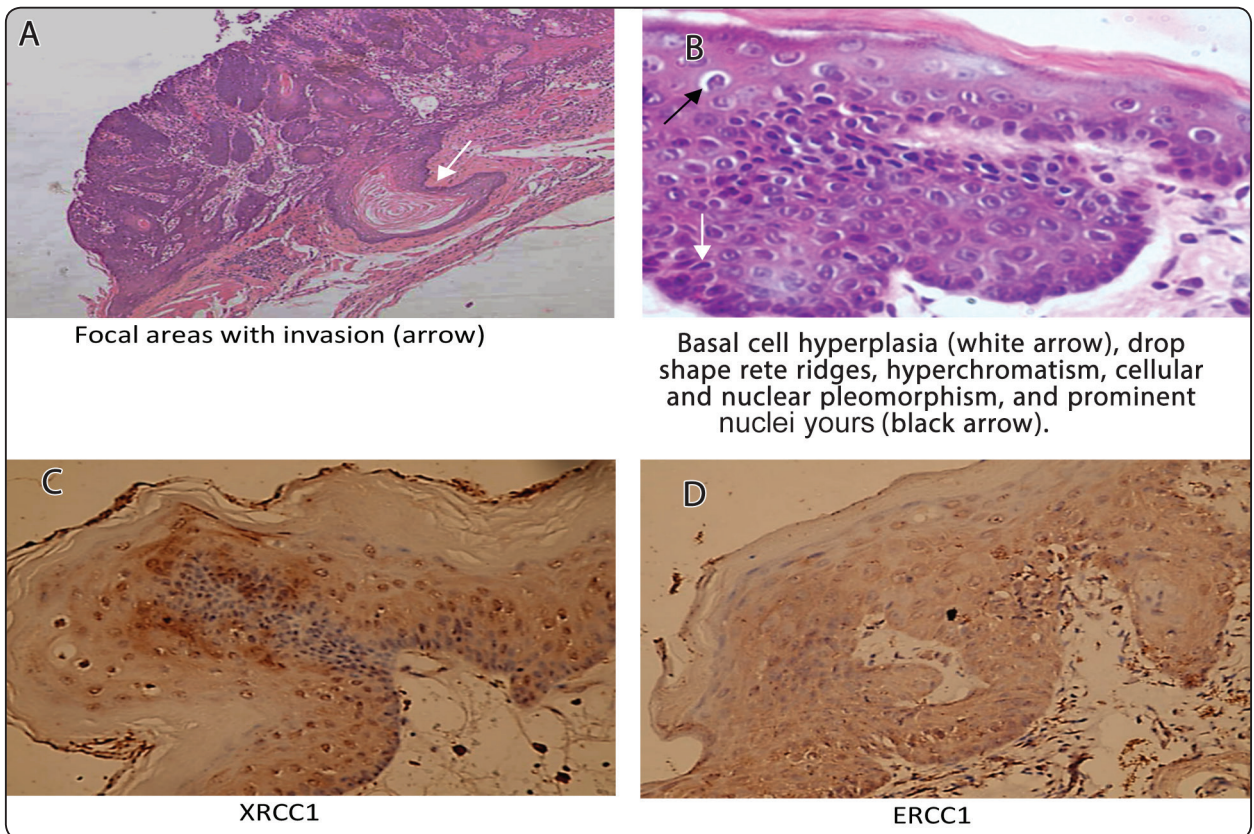 A
B
Focal areas with invasion (arrow)
Basal cell hyperplasia (white arrow), drop
shape rete ridges, hyperchromatism, cellular
and nuclear pleomorphism, and prominent
nuclei yours (black arrow).
C
D
XRCC1
ERCC1